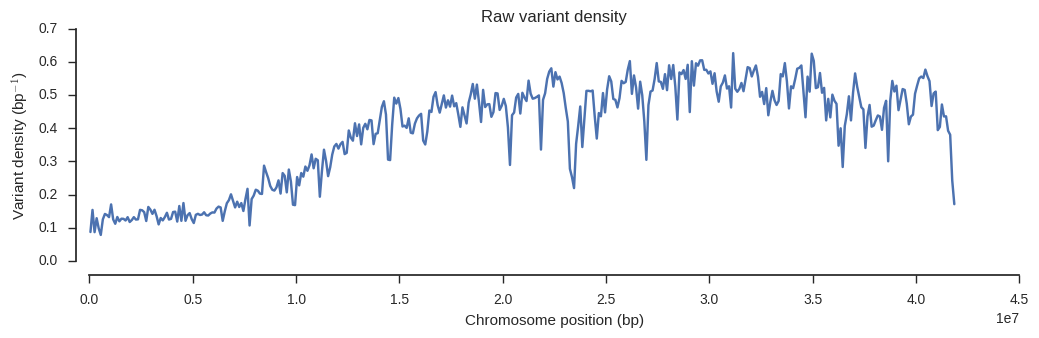 Raw variant density
Variant density (bp⁻¹)
0.7
0.6
0.5
0.4
0.3
0.2
0.1
0.0
0.0 0.5 1.0 1.5 2.0 2.5 3.0 3.5 4.0 4.5
1e7
Chromosome position (bp)